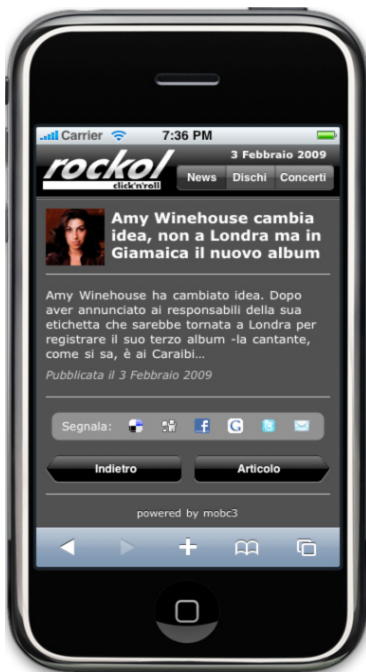 Carrier 7:36 PM
rockol
click'n'roll
3 Febbraio 2009
News Dischi Concerti
Amy Winehouse cambia
idea, non a Londra ma in
Giamaica il nuovo album
Amy Winehouse ha cambiato idea. Dopo
aver annunciato ai responsabili della sua
etichetta che sarebbe tornata a Londra per
registrare il suo terzo album -la cantante,
come si sa, è ai Caraibi...
Pubblicata il 3 Febbraio 2009
Segnala:
Indietro Articolo
powered by mobc3